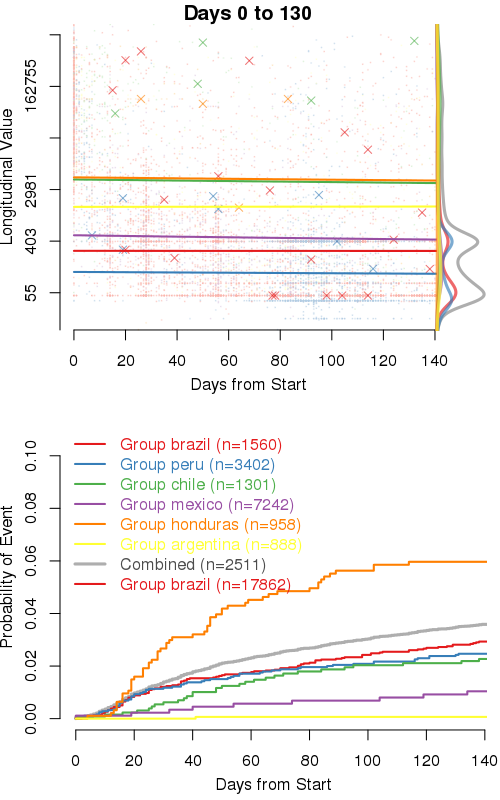 Days 0 to 130
Longitudinal Value
162755
2981
403
55
0 20 40 60 80 100 120 140
Days from Start
Probability of Event
0.10
0.08
0.06
0.04
0.02
0.00
Group brazil (n=1560)
Group peru (n=3402)
Group chile (n=1301)
Group mexico (n=7242)
Group honduras (n=958)
Group argentina (n=888)
Combined (n=2511)
Group brazil (n=17862)
0 20 40 60 80 100 120 140
Days from Start